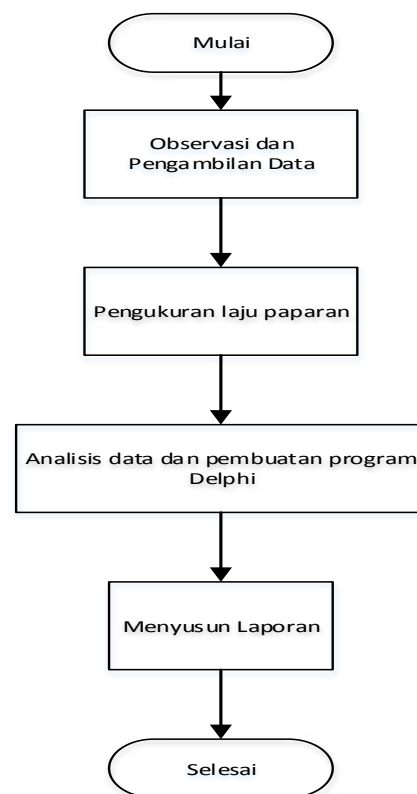 Mulai
Observasi dan
Pengambilan Data
Pengukuran laju paparan
Analisis data dan pembuatan program
Delphi
Menyusun Laporan
Selesai